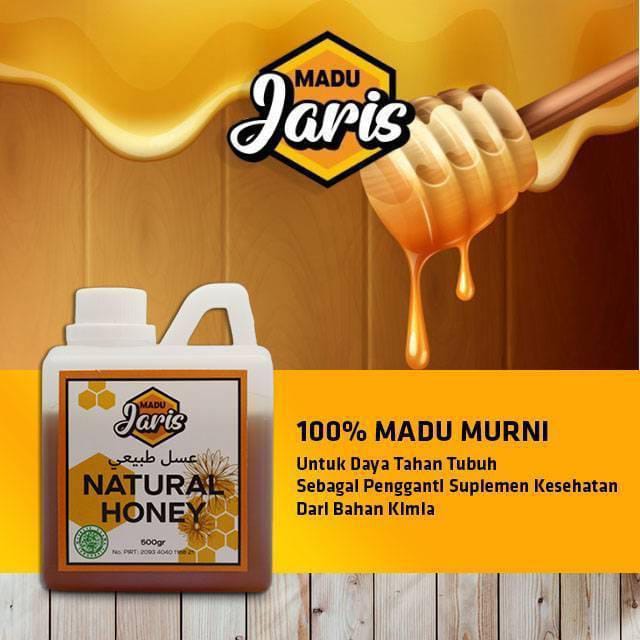 MADU
Jaris
MADU
Jaris
عسل طبيعي
NATURAL
HONEY
500gr
100% MADU MURNI
Untuk Daya Tahan Tubuh
Sebagai Pengganti Suplemen Kesehatan
Dari Bahan Kimia